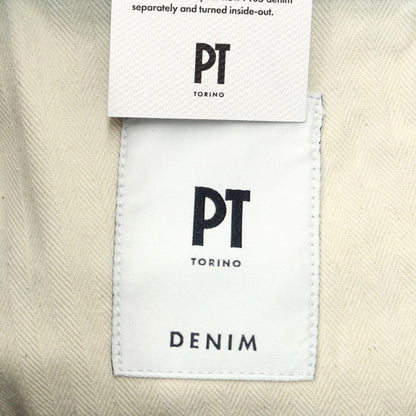 separately and turned inside-out.
PT
TORINO
PT
TORINO
DENIM